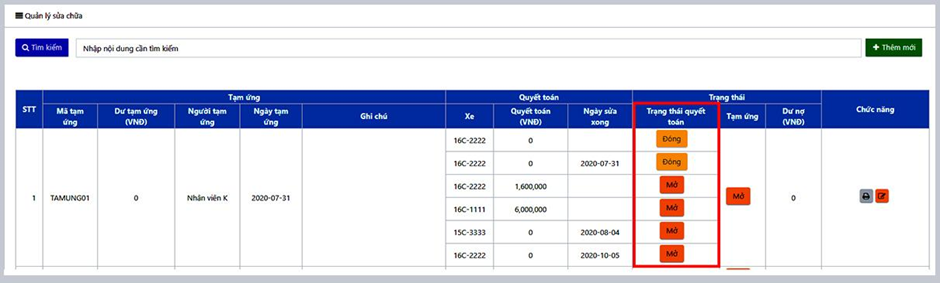 Quản lý sửa chữa
Tìm kiếm Nhập nội dung cần tìm kiếm Thêm mới
STT Tạm ứng Quyết toán Trạng thái Chức năng
Mã tạm ứng Dư tạm ứng (VNĐ) Người tạm ứng Ngày tạm ứng Ghi chú Xe Quyết toán (VNĐ) Ngày sửa xong Trạng thái quyết toán Tạm ứng Dư nợ (VNĐ)
16C-2222 0 Đóng
16C-2222 0 2020-07-31 Đóng
16C-2222 1,600,000 Mở
1 TAMUNG01 0 Nhân viên K 2020-07-31 Mở 0
16C-1111 6,000,000 Mở
15C-3333 0 2020-08-04 Mở
16C-2222 0 2020-10-05 Mở